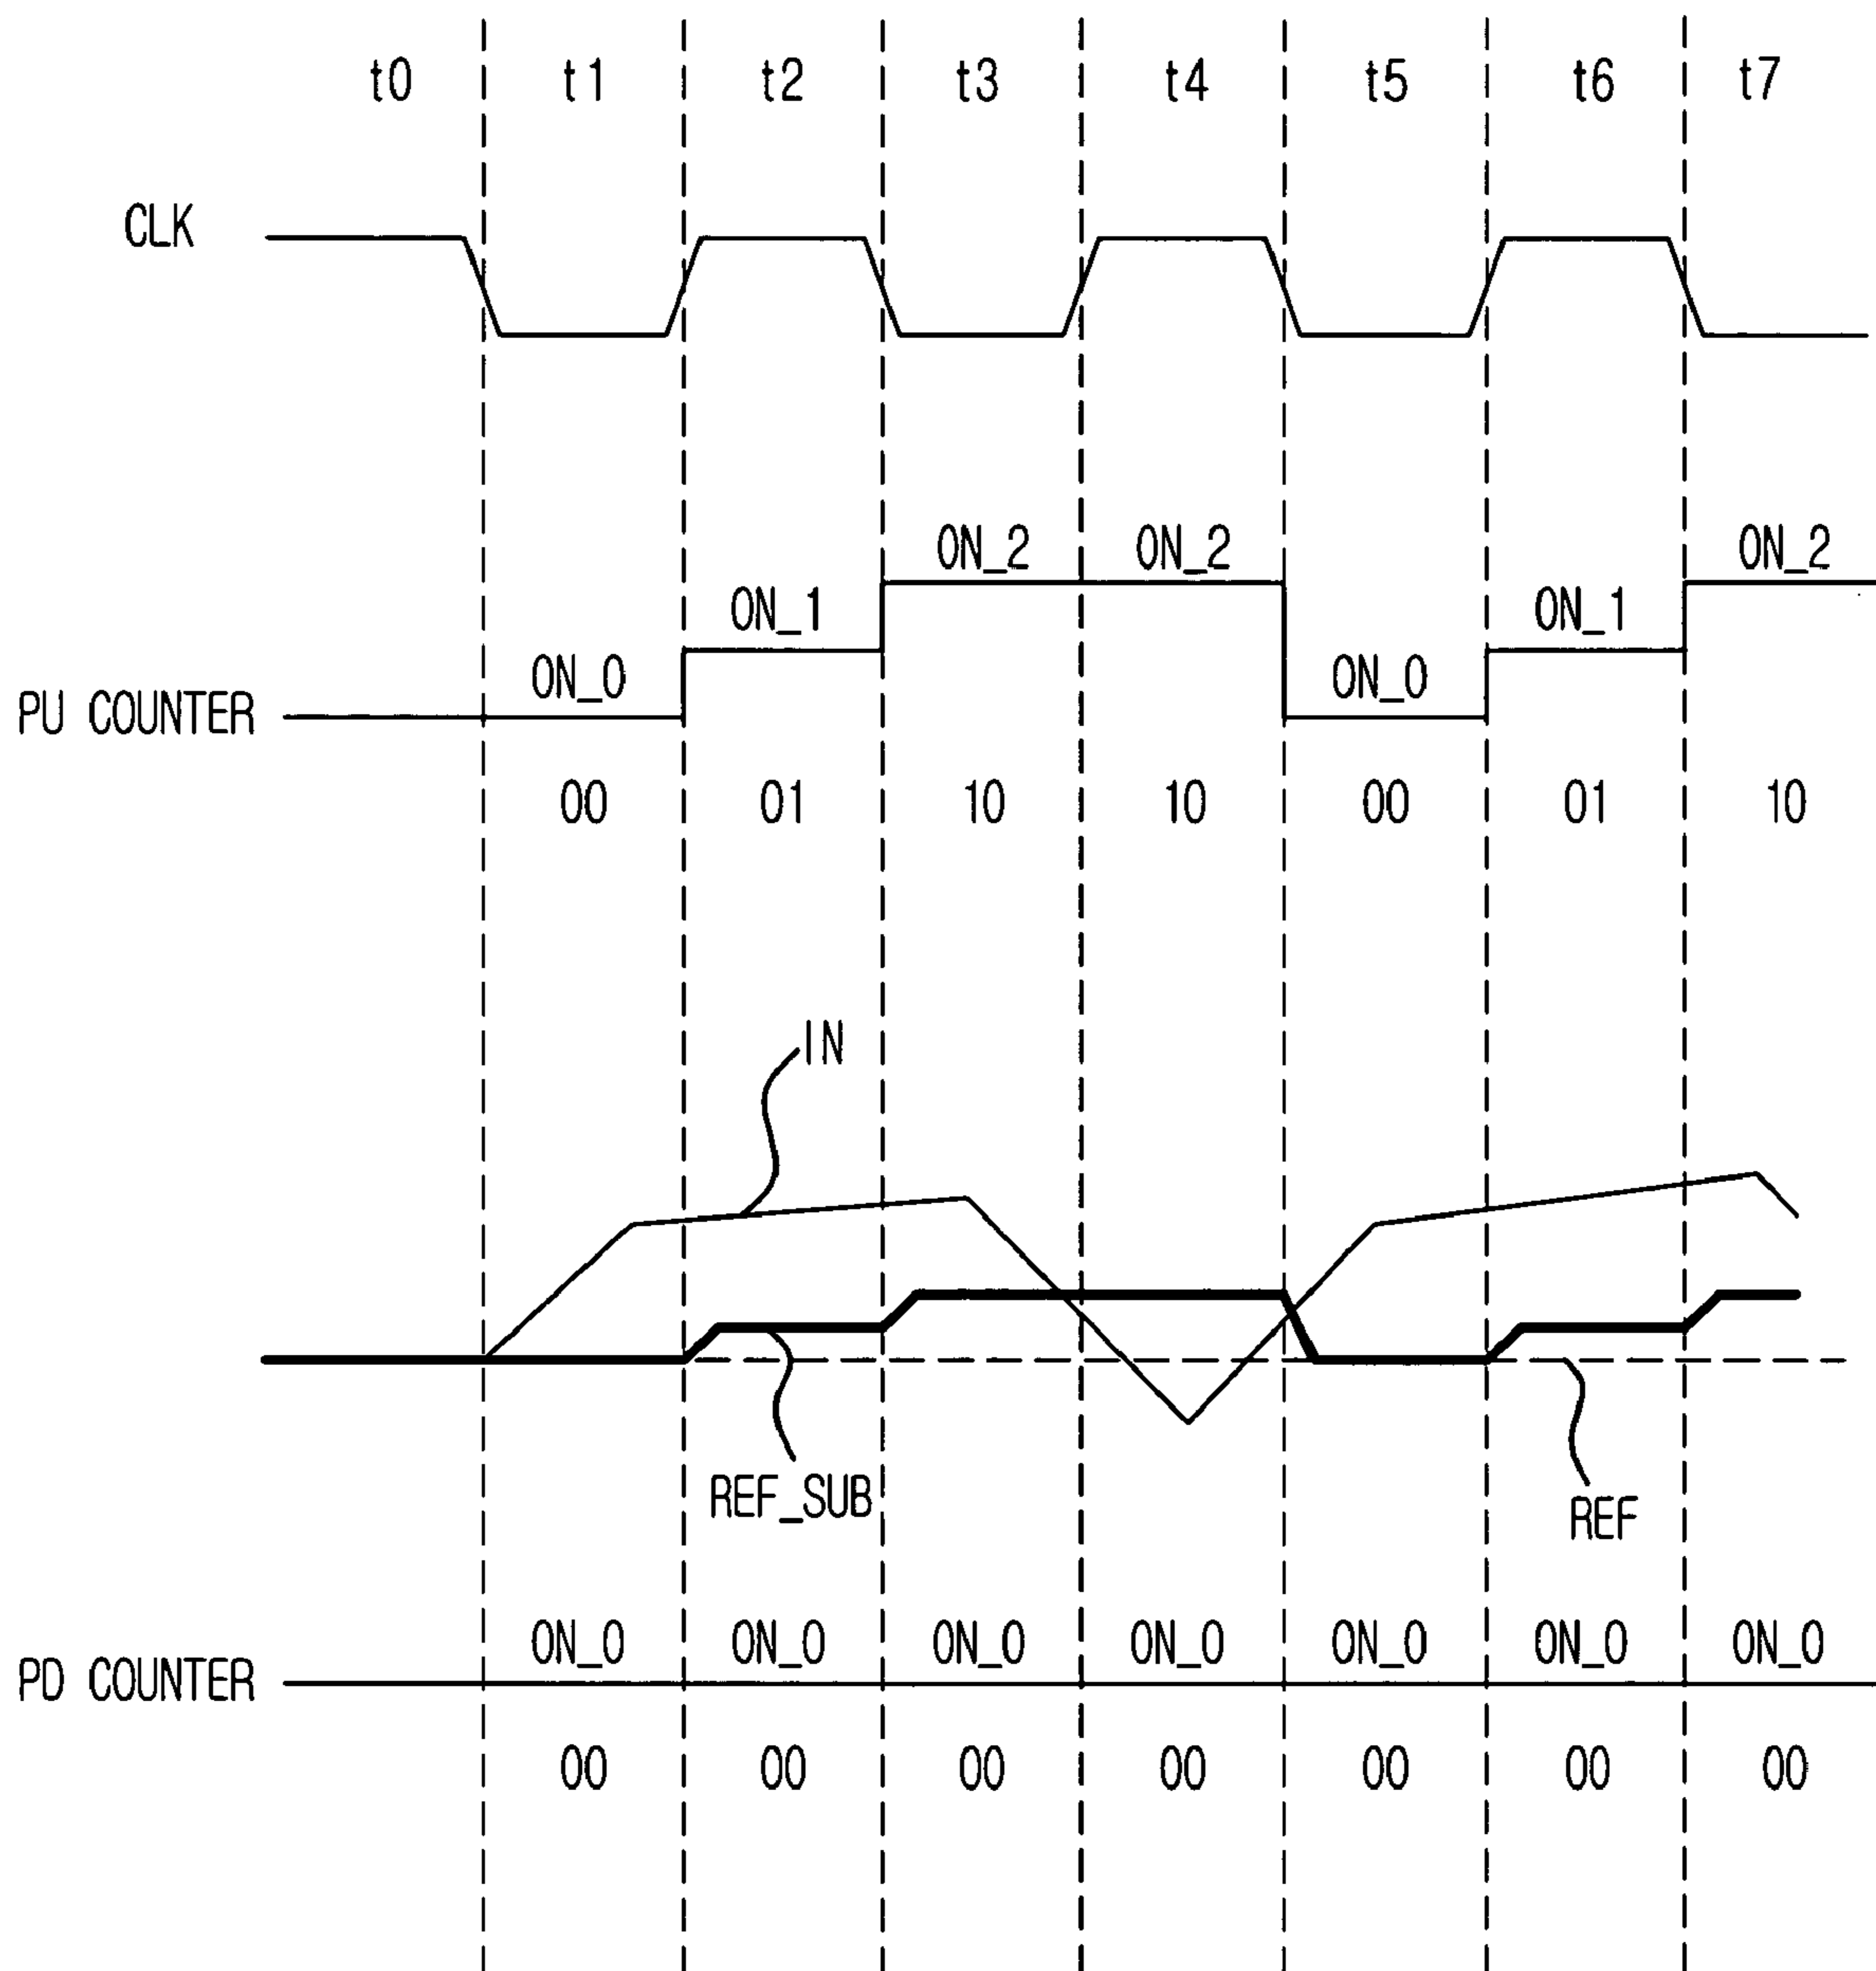 t0 t1 t2 t3 t4 t5 t6 t7
CLK
ON_2 ON_2 ON_2
ON_1 ON_1
ON_0 ON_0
PU COUNTER
00 01 10 10 00 01 10
IN
REF_SUB
REF
ON_0 ON_0 ON_0 ON_0 ON_0 ON_0 ON_0
PD COUNTER
00 00 00 00 00 00 00